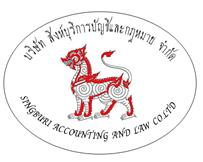 บริษัท สิงห์บุรีการบัญชีและกฎหมาย จำกัด
SINGBURI ACCOUNTING AND LAW CO.LTD